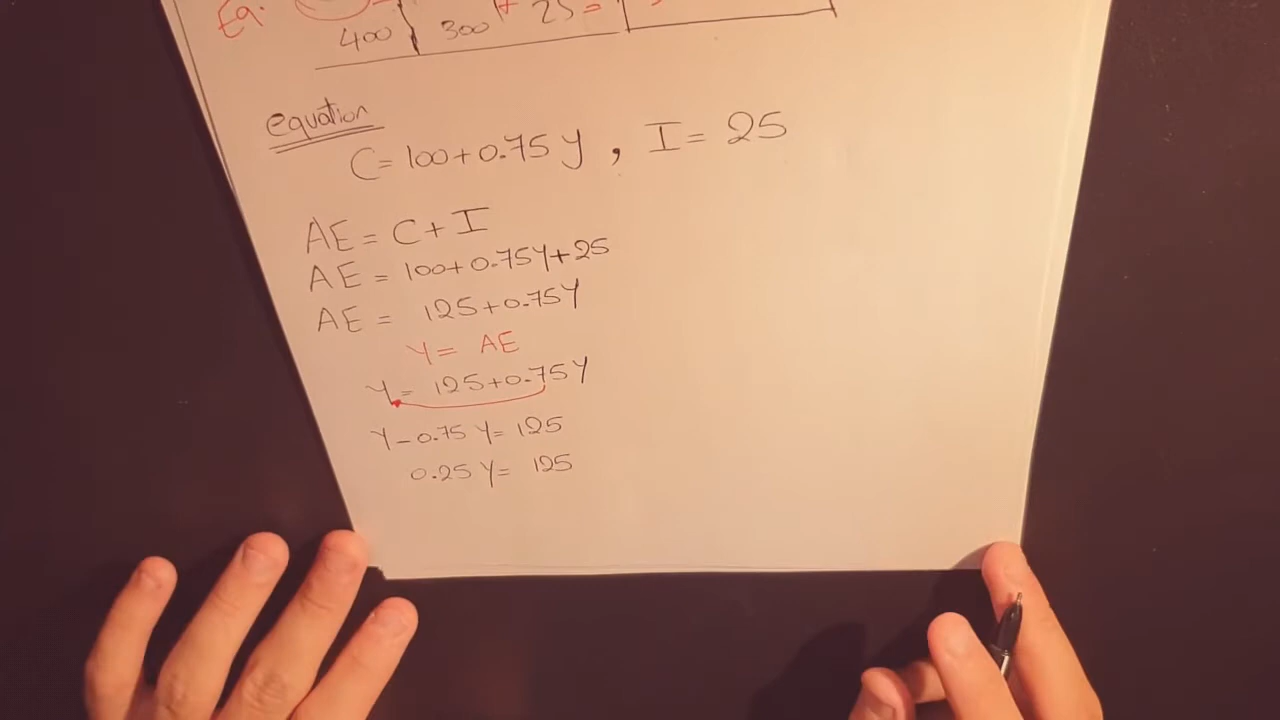 Eq.
400 300 + 25 =
equation
C = 100 + 0.75 Y , I = 25
AE = C + I
AE = 100 + 0.75Y + 25
AE = 125 + 0.75Y
Y = AE
Y = 125 + 0.75Y
Y - 0.75 Y = 125
0.25 Y = 125